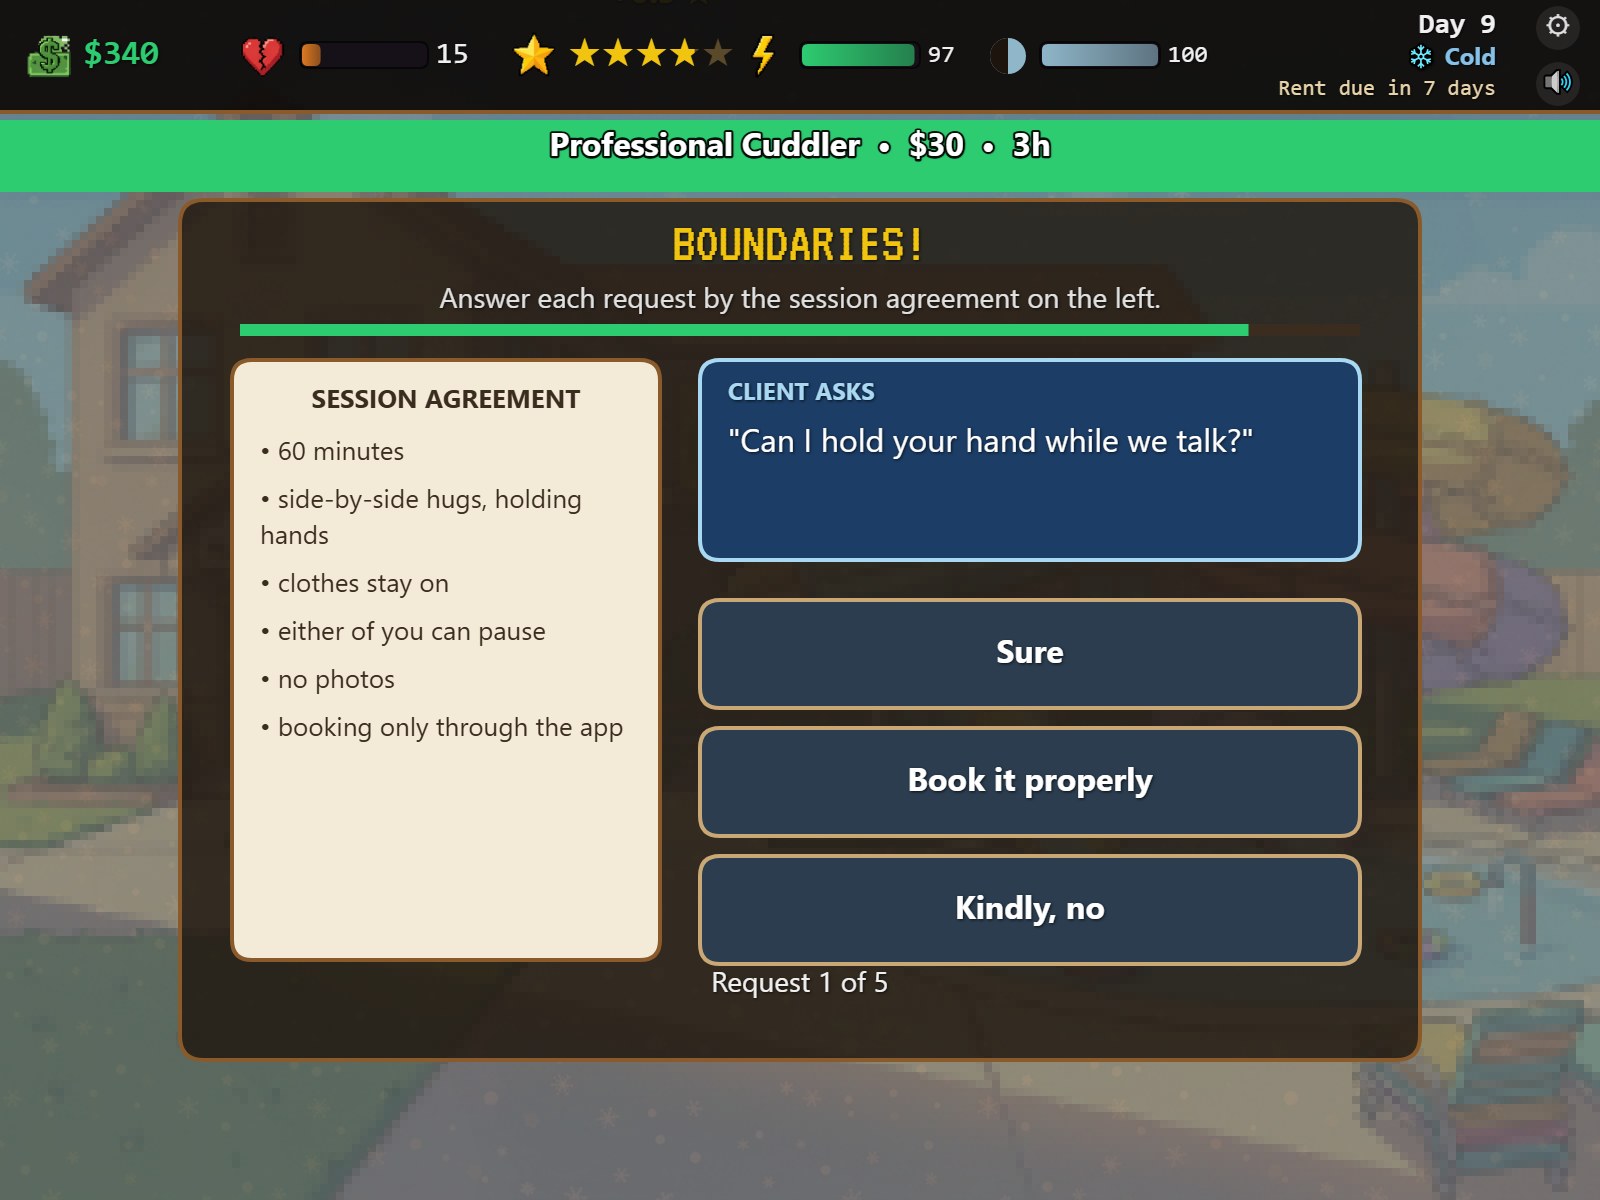 $340
15
97
100
Day 9
Cold
Rent due in 7 days
Professional Cuddler • $30 • 3h
BOUNDARIES!
Answer each request by the session agreement on the left.
SESSION AGREEMENT
• 60 minutes
• side-by-side hugs, holding
hands
• clothes stay on
• either of you can pause
• no photos
• booking only through the app
CLIENT ASKS
"Can I hold your hand while we talk?"
Sure
Book it properly
Kindly, no
Request 1 of 5